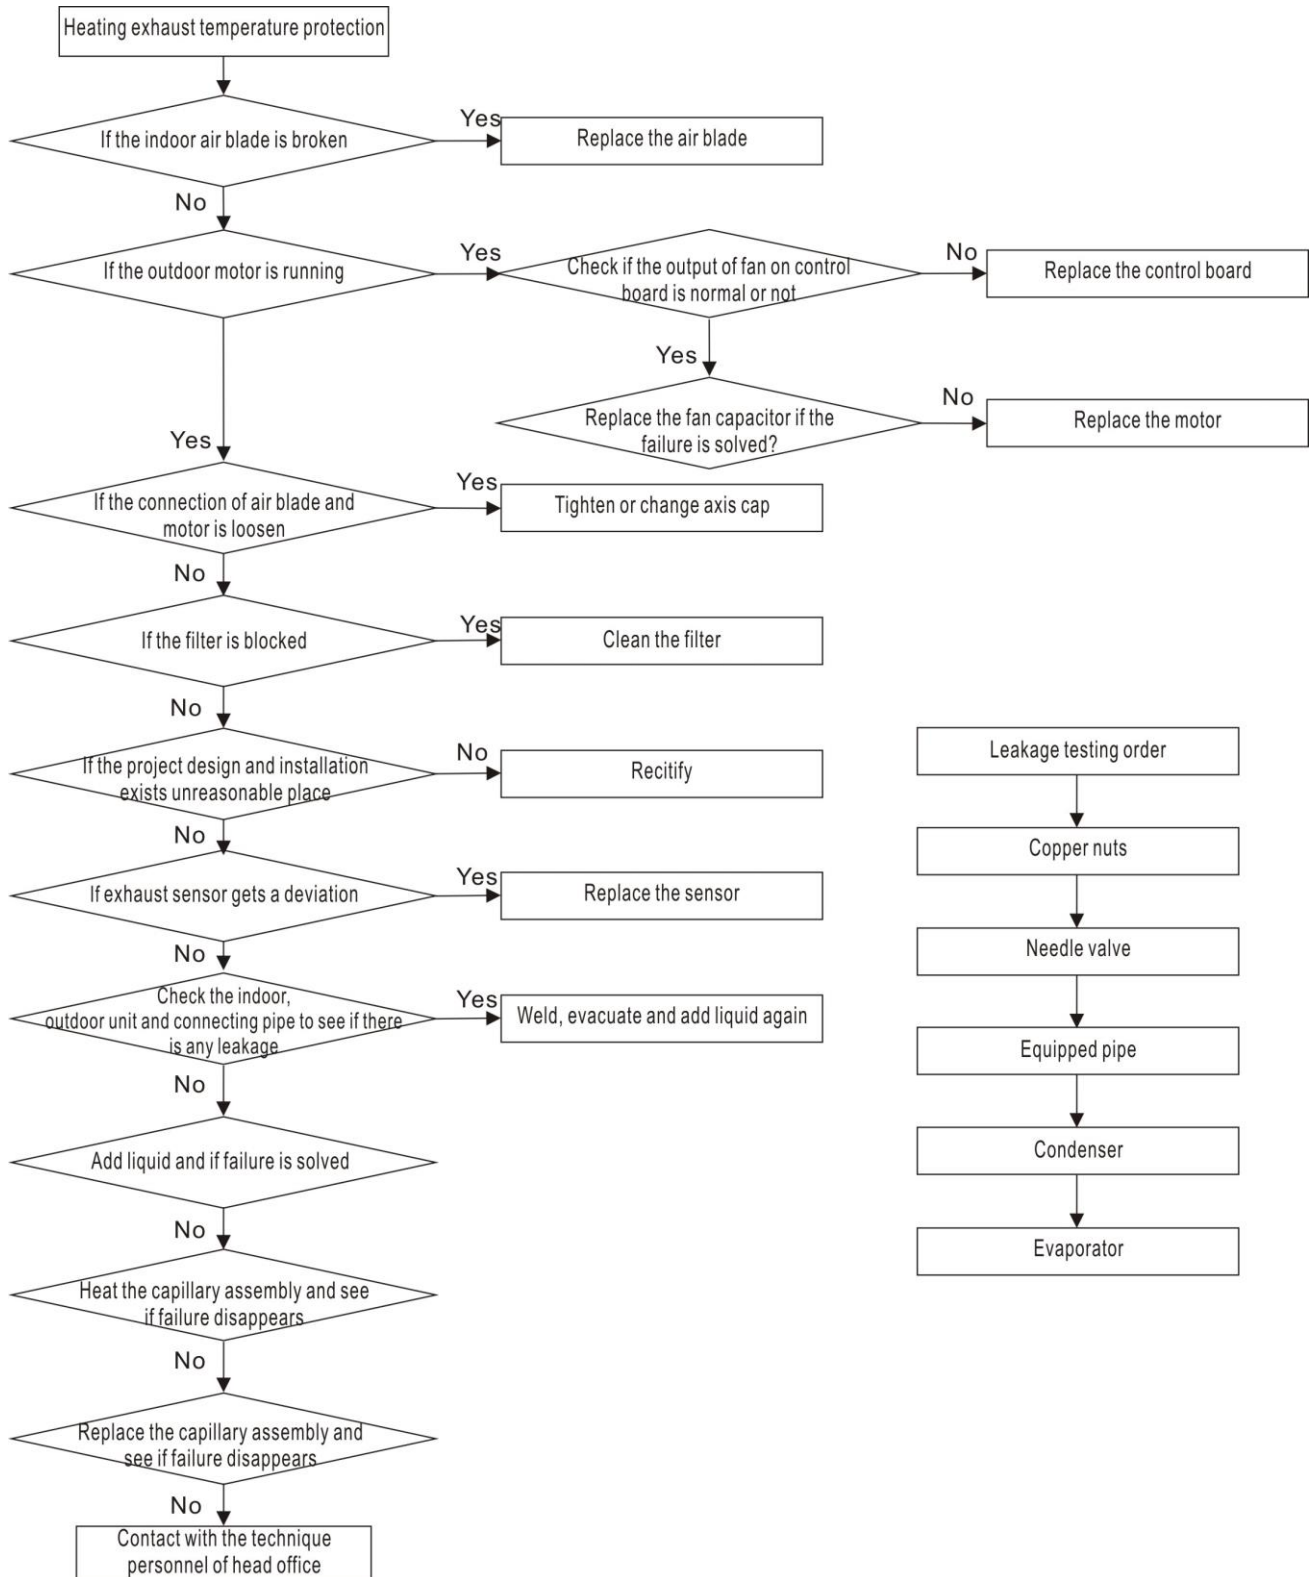 Heating exhaust temperature protection
If the indoor air blade is broken
Yes
Replace the air blade
No
If the outdoor motor is running
Yes
Check if the output of fan on control
board is normal or not
No
Replace the control board
Yes
Replace the fan capacitor if the
failure is solved?
No
Replace the motor
Yes
If the connection of air blade and
motor is loosen
Yes
Tighten or change axis cap
No
If the filter is blocked
Yes
Clean the filter
No
If the project design and installation
exists unreasonable place
No
Recitify
No
If exhaust sensor gets a deviation
Yes
Replace the sensor
No
Check the indoor,
outdoor unit and connecting pipe to see if there
is any leakage
Yes
Weld, evacuate and add liquid again
No
Add liquid and if failure is solved
No
Heat the capillary assembly and see
if failure disappears
No
Replace the capillary assembly and
see if failure disappears
No
Contact with the technique
personnel of head office
Leakage testing order
Copper nuts
Needle valve
Equipped pipe
Condenser
Evaporator